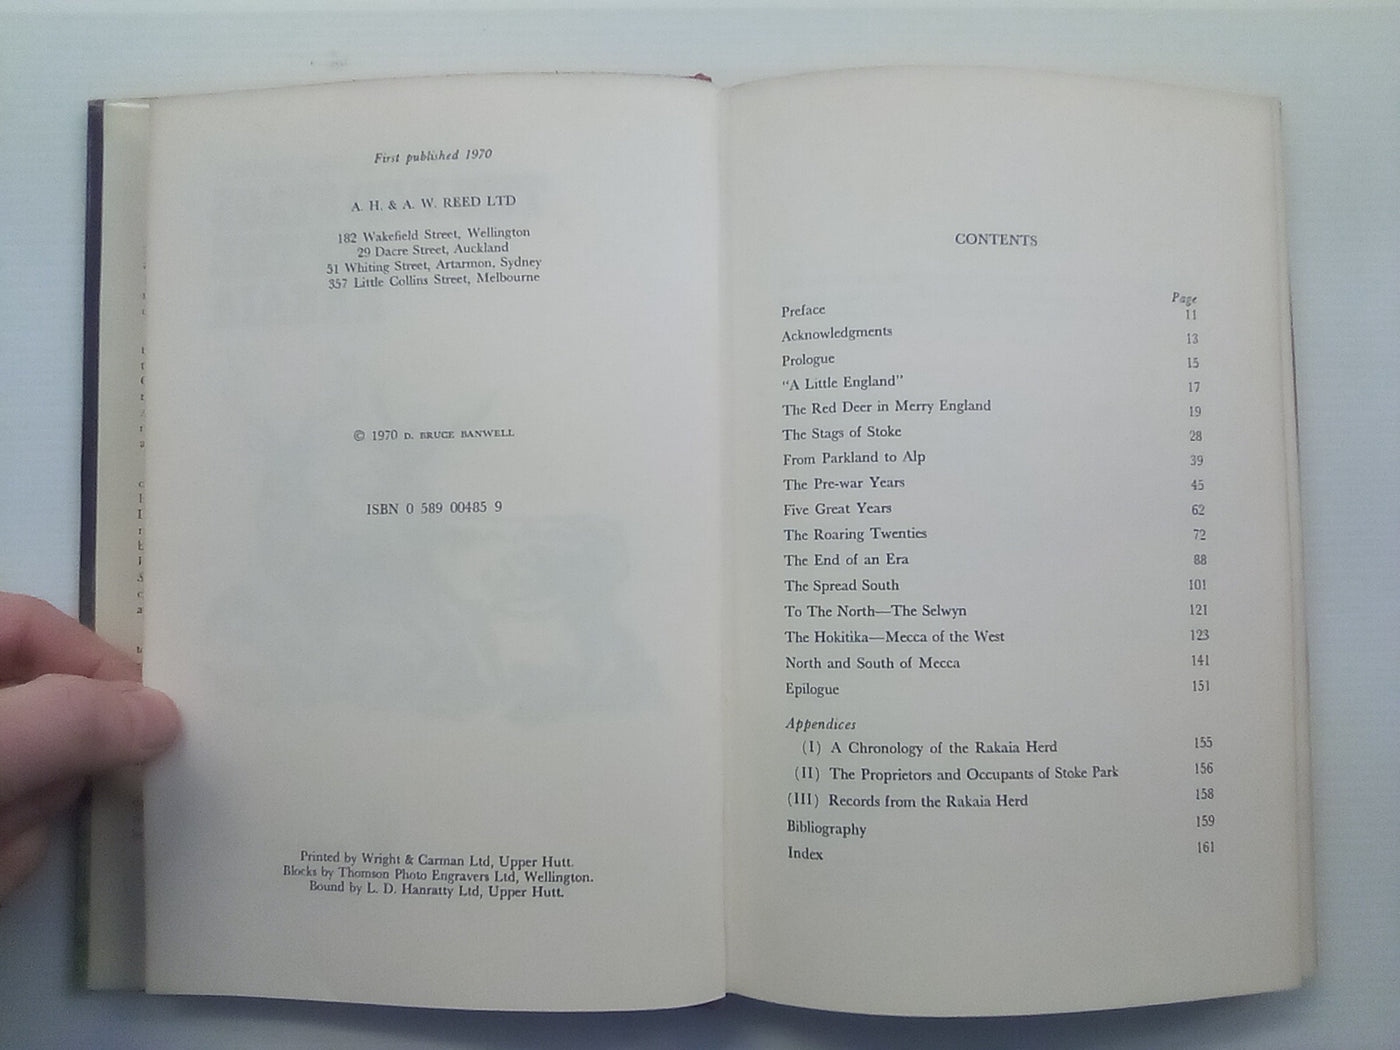 First published 1970
A. H. & A. W. REED LTD
182 Wakefield Street, Wellington
29 Dacre Street, Auckland
51 Whiting Street, Artarmon, Sydney
357 Little Collins Street, Melbourne
© 1970 D. BRUCE BANWELL
ISBN 0 589 00485 9
Printed by Wright & Carman Ltd, Upper Hutt.
Blocks by Thomson Photo Engravers Ltd, Wellington.
Bound by L. D. Hanratty Ltd, Upper Hutt.
CONTENTS
Page
Preface 11
Acknowledgments 13
Prologue 15
“A Little England” 17
The Red Deer in Merry England 19
The Stags of Stoke 28
From Parkland to Alp 39
The Pre-war Years 45
Five Great Years 62
The Roaring Twenties 72
The End of an Era 88
The Spread South 101
To The North—The Selwyn 121
The Hokitika—Mecca of the West 123
North and South of Mecca 141
Epilogue 151
Appendices
(I) A Chronology of the Rakaia Herd 155
(II) The Proprietors and Occupants of Stoke Park 156
(III) Records from the Rakaia Herd 158
Bibliography 159
Index 161